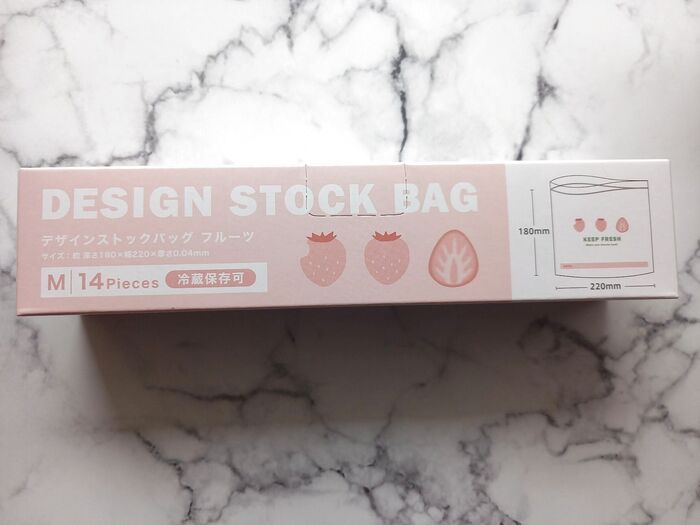 DESIGN STOCK BAG
デザインストックバッグ フルーツ
サイズ：約 深さ180×幅220×厚さ0.04mm
M 14Pieces 冷蔵保存可
180mm
KEEP FRESH
220mm